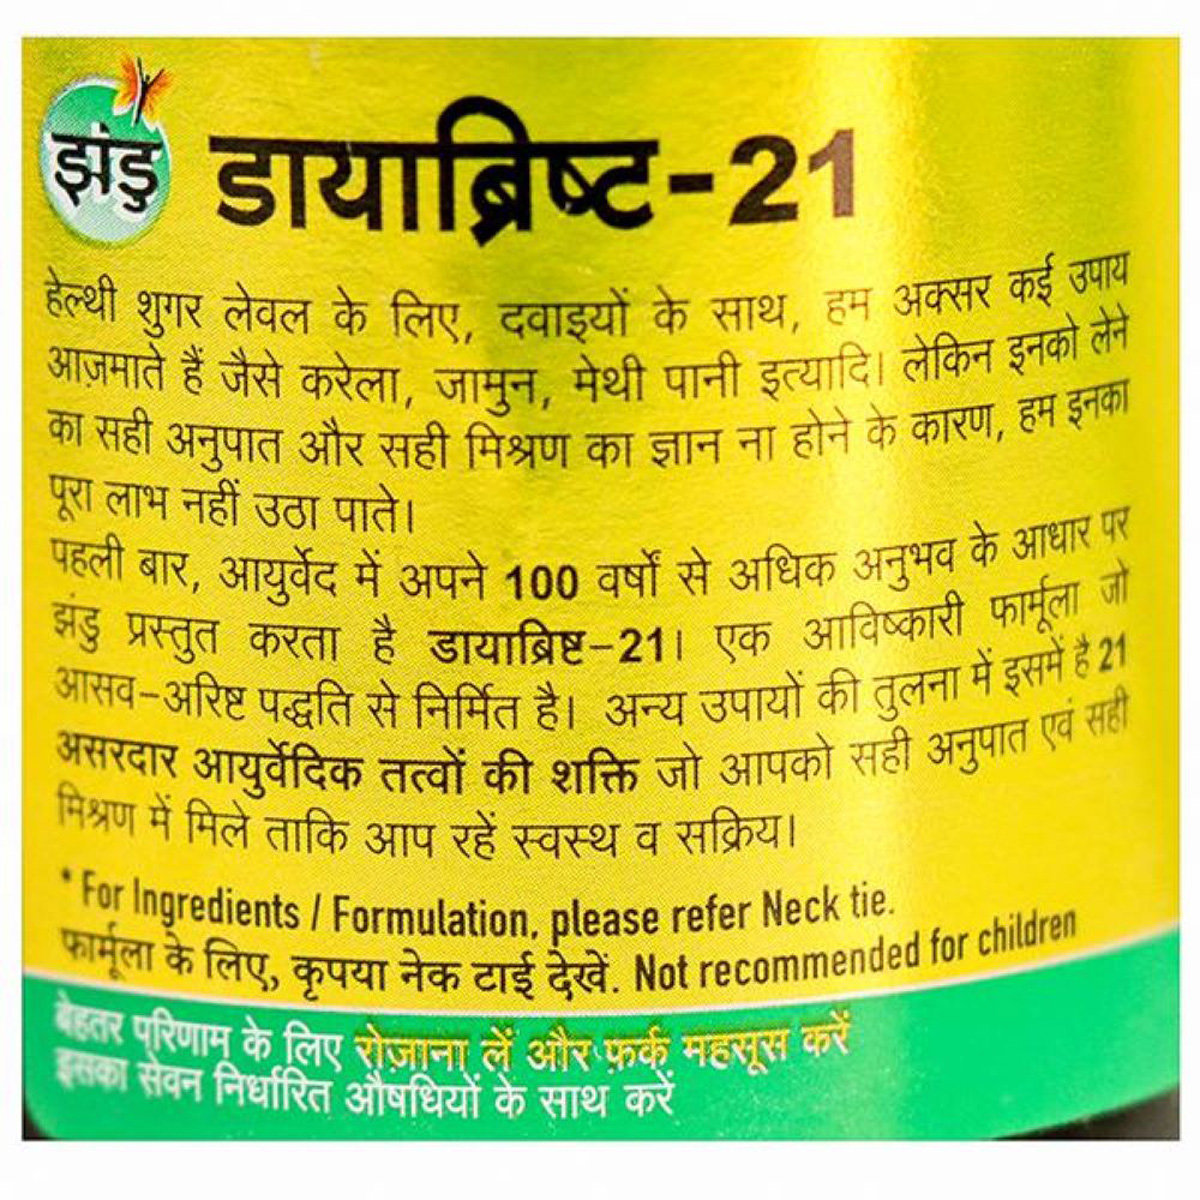 झंडु
डायाब्रिष्ट-21
हेल्थी शुगर लेवल के लिए, दवाइयों के साथ, हम अक्सर कई उपाय
आज़माते हैं जैसे करेला, जामुन, मेथी पानी इत्यादि। लेकिन इनको लेने
का सही अनुपात और सही मिश्रण का ज्ञान ना होने के कारण, हम इनका
पूरा लाभ नहीं उठा पाते।
पहली बार, आयुर्वेद में अपने 100 वर्षों से अधिक अनुभव के आधार पर
झंडु प्रस्तुत करता है डायाब्रिष्ट-21। एक आविष्कारी फार्मूला जो
आसव-अरिष्ट पद्धति से निर्मित है। अन्य उपायों की तुलना में इसमें है 21
असरदार आयुर्वेदिक तत्वों की शक्ति जो आपको सही अनुपात एवं सही
मिश्रण में मिले ताकि आप रहें स्वस्थ व सक्रिय।
* For Ingredients / Formulation, please refer Neck tie.
फार्मूला के लिए, कृपया नेक टाई देखें. Not recommended for children
बेहतर परिणाम के लिए रोज़ाना लें और फ़र्क महसूस करें
इसका सेवन निर्धारित औषधियों के साथ करें